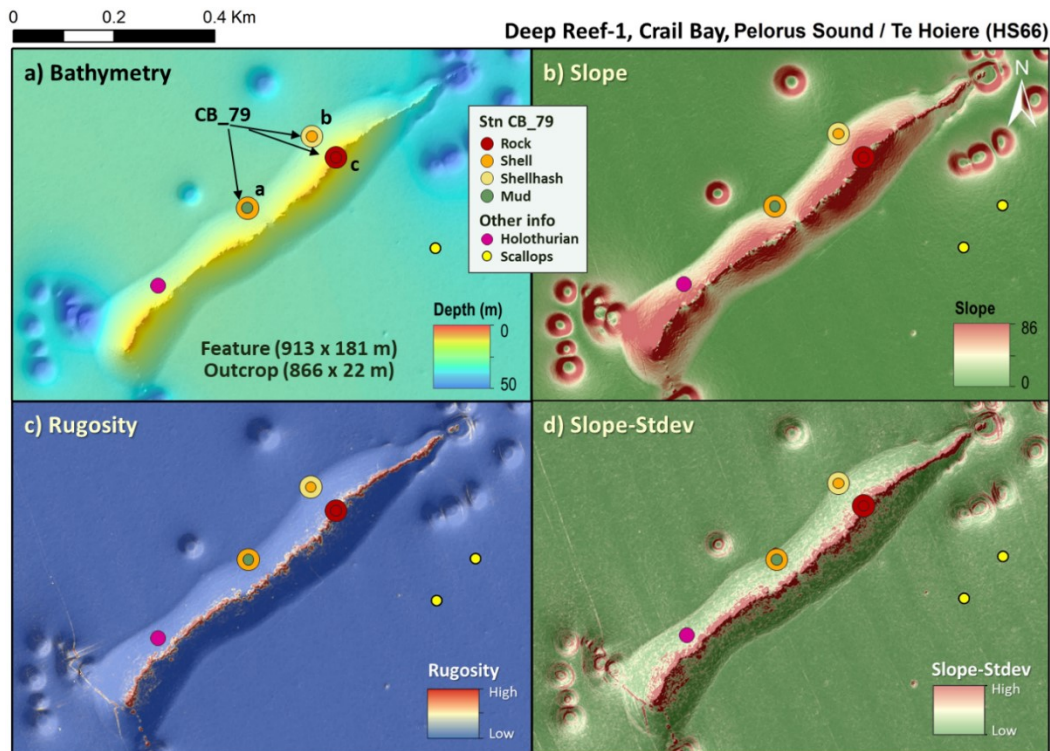 0 0.2 0.4 Km
Deep Reef-1, Crail Bay, Pelorus Sound / Te Hoiere (HS66)
a) Bathymetry
CB_79
b
c
a
Feature (913 x 181 m)
Outcrop (866 x 22 m)
Depth (m)
0
50
Stn CB_79
Rock
Shell
Shellhash
Mud
Other info
Holothurian
Scallops
b) Slope
N
Slope
86
0
c) Rugosity
Rugosity
High
Low
d) Slope-Stdev
Slope-Stdev
High
Low